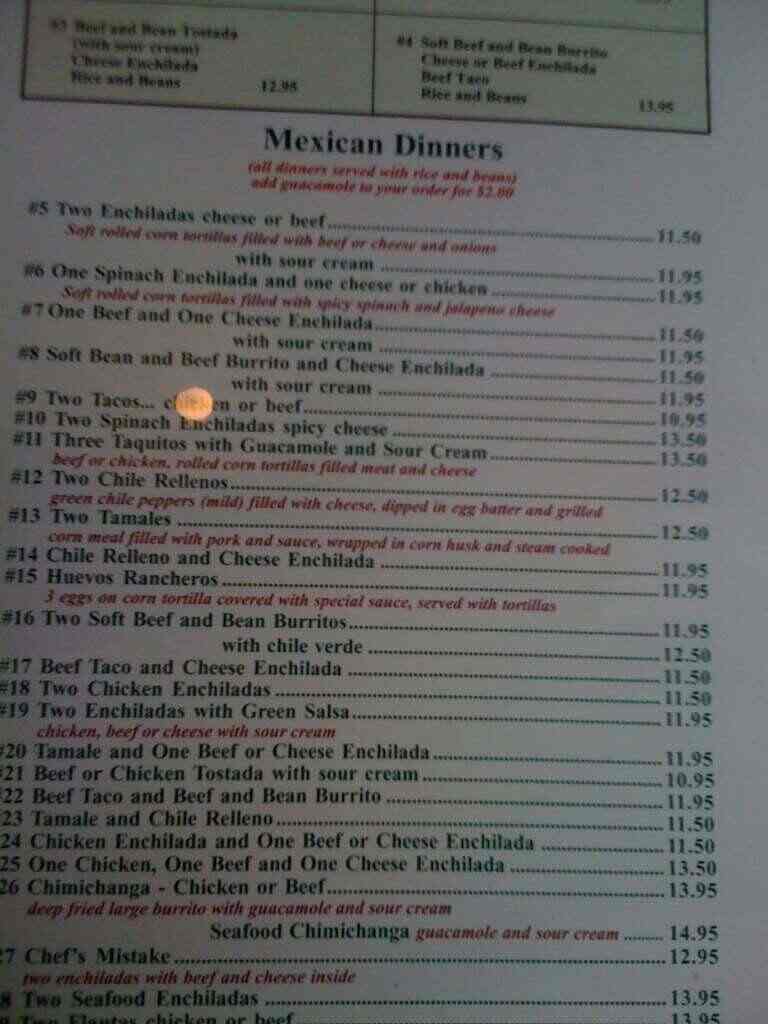 #3 Beef and Bean Tostada
(with sour cream)
Cheese Enchilada
Rice and Beans 12.95
#4 Soft Beef and Bean Burrito
Cheese or Beef Enchilada
Beef Taco
Rice and Beans 13.95
Mexican Dinners
(all dinners served with rice and beans)
add guacamole to your order for $2.00
#5 Two Enchiladas cheese or beef 11.50
Soft rolled corn tortillas filled with beef or cheese and onions
with sour cream 11.95
#6 One Spinach Enchilada and one cheese or chicken 11.95
Soft rolled corn tortillas filled with spicy spinach and jalapeno cheese
#7 One Beef and One Cheese Enchilada 11.50
with sour cream 11.95
#8 Soft Bean and Beef Burrito and Cheese Enchilada 11.50
with sour cream 11.95
#9 Two Tacos... chicken or beef 10.95
#10 Two Spinach Enchiladas spicy cheese 13.50
#11 Three Taquitos with Guacamole and Sour Cream 13.50
beef or chicken, rolled corn tortillas filled meat and cheese
#12 Two Chile Rellenos 12.50
green chile peppers (mild) filled with cheese, dipped in egg batter and grilled
#13 Two Tamales 12.50
corn meal filled with pork and sauce, wrapped in corn husk and steam cooked
#14 Chile Relleno and Cheese Enchilada 11.95
#15 Huevos Rancheros 11.95
3 eggs on corn tortilla covered with special sauce, served with tortillas
#16 Two Soft Beef and Bean Burritos 11.95
with chile verde 12.50
#17 Beef Taco and Cheese Enchilada 11.50
#18 Two Chicken Enchiladas 11.50
#19 Two Enchiladas with Green Salsa 11.95
chicken, beef or cheese with sour cream
#20 Tamale and One Beef or Cheese Enchilada 11.95
#21 Beef or Chicken Tostada with sour cream 10.95
#22 Beef Taco and Beef and Bean Burrito 11.95
23 Tamale and Chile Relleno 11.50
24 Chicken Enchilada and One Beef or Cheese Enchilada 11.50
25 One Chicken, One Beef and One Cheese Enchilada 13.50
26 Chimichanga - Chicken or Beef 13.95
deep fried large burrito with guacamole and sour cream
Seafood Chimichanga guacamole and sour cream 14.95
27 Chef's Mistake 12.95
two enchiladas with beef and cheese inside
8 Two Seafood Enchiladas 13.95
Two Flautas chicken or beef 13.95